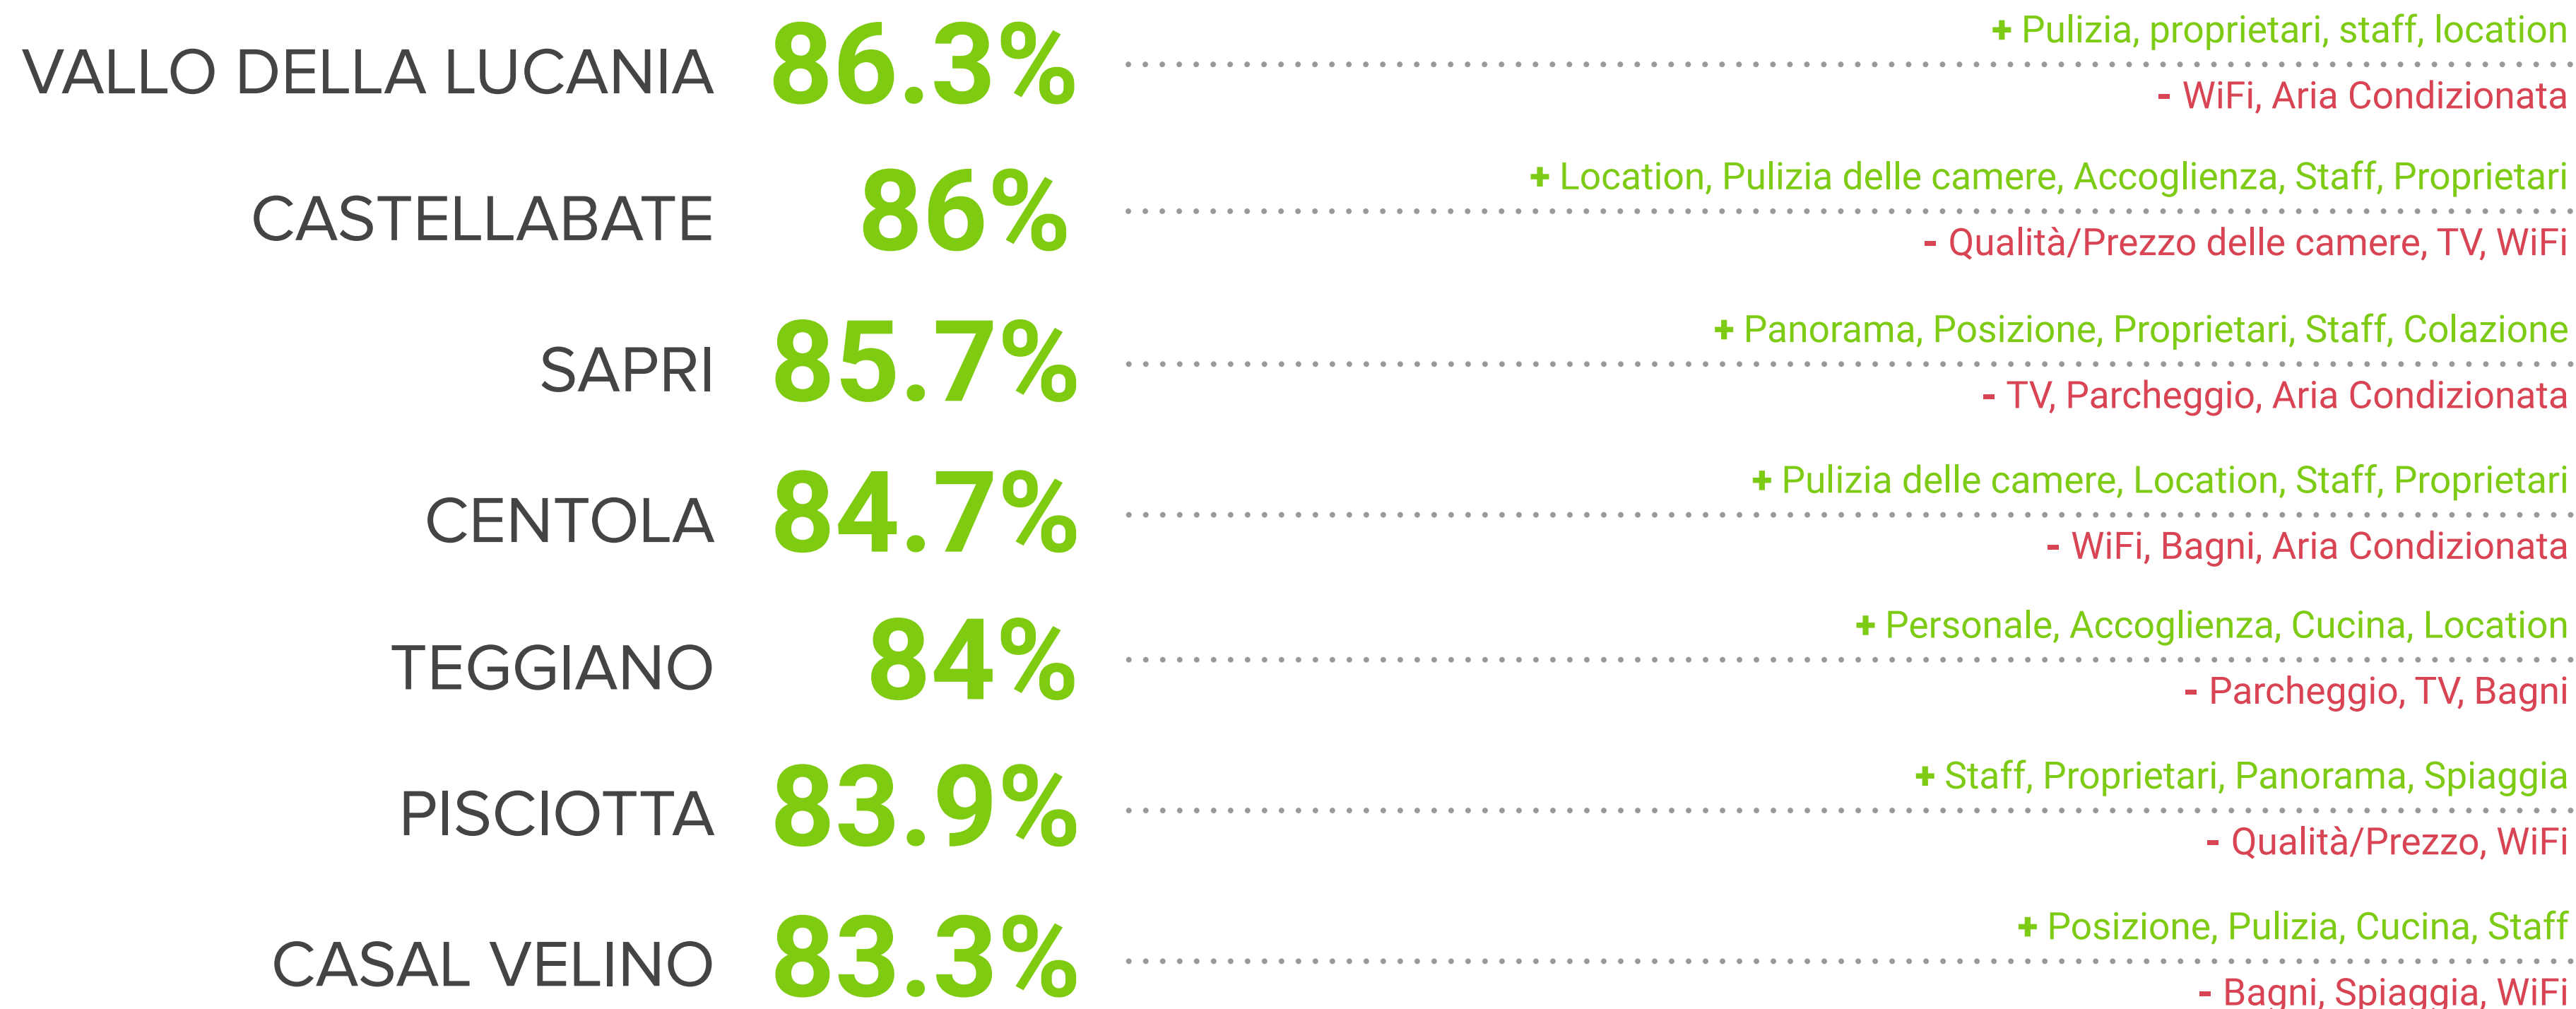 VALLO DELLA LUCANIA 86.3%
+ Pulizia, proprietari, staff, location
- WiFi, Aria Condizionata
CASTELLABATE 86%
+ Location, Pulizia delle camere, Accoglienza, Staff, Proprietari
- Qualità/Prezzo delle camere, TV, WiFi
SAPRI 85.7%
+ Panorama, Posizione, Proprietari, Staff, Colazione
- TV, Parcheggio, Aria Condizionata
CENTOLA 84.7%
+ Pulizia delle camere, Location, Staff, Proprietari
- WiFi, Bagni, Aria Condizionata
TEGGIANO 84%
+ Personale, Accoglienza, Cucina, Location
- Parcheggio, TV, Bagni
PISCIOTTA 83.9%
+ Staff, Proprietari, Panorama, Spiaggia
- Qualità/Prezzo, WiFi
CASAL VELINO 83.3%
+ Posizione, Pulizia, Cucina, Staff
- Bagni, Spiaggia, WiFi